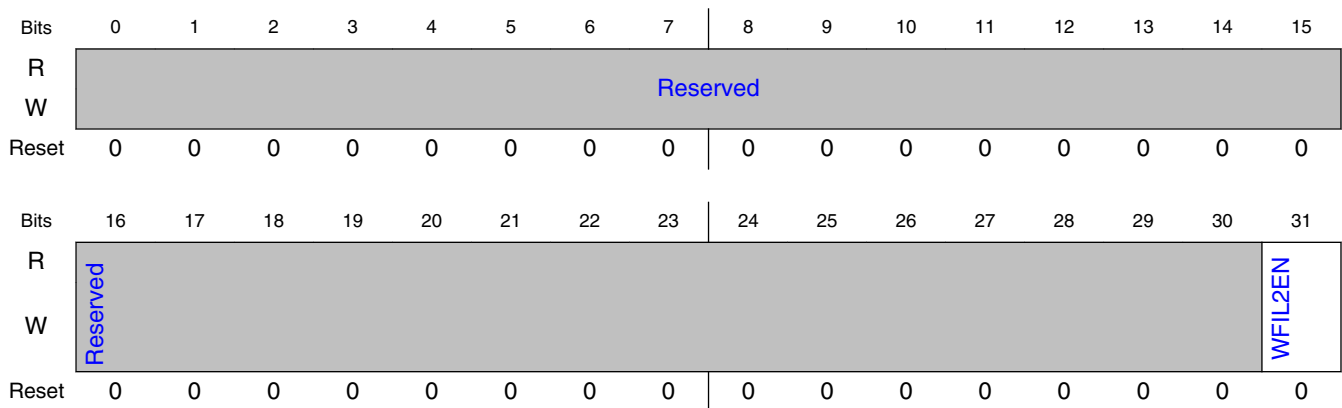 Bits 0 1 2 3 4 5 6 7 8 9 10 11 12 13 14 15
R
Reserved
W
Reset 0 0 0 0 0 0 0 0 0 0 0 0 0 0 0 0
Bits 16 17 18 19 20 21 22 23 24 25 26 27 28 29 30 31
R
Reserved
WFIL2EN
W
Reset 0 0 0 0 0 0 0 0 0 0 0 0 0 0 0 0